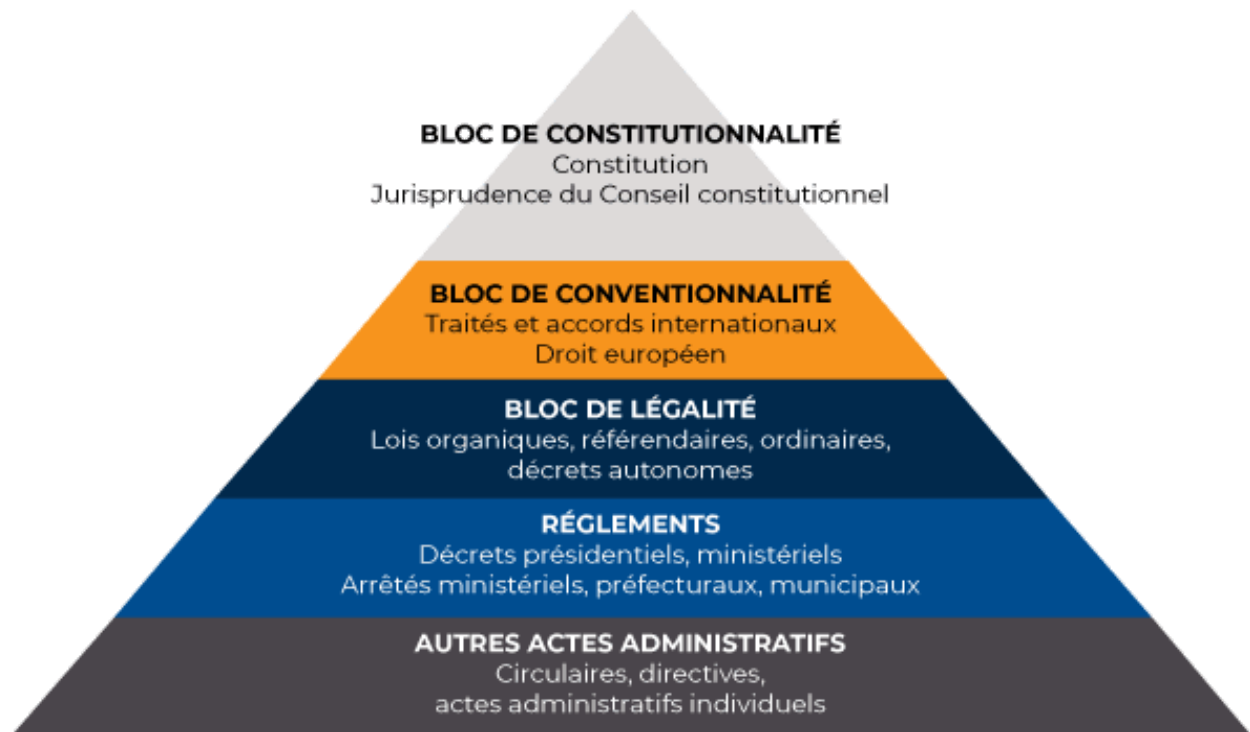 BLOC DE CONSTITUTIONNALITÉ
Constitution
Jurisprudence du Conseil constitutionnel
BLOC DE CONVENTIONNALITÉ
Traités et accords internationaux
Droit européen
BLOC DE LÉGALITÉ
Lois organiques, référendaires, ordinaires,
décrets autonomes
RÉGLEMENTS
Décrets présidentiels, ministériels
Arrêtés ministériels, préfecturaux, municipaux
AUTRES ACTES ADMINISTRATIFS
Circulaires, directives,
actes administratifs individuels